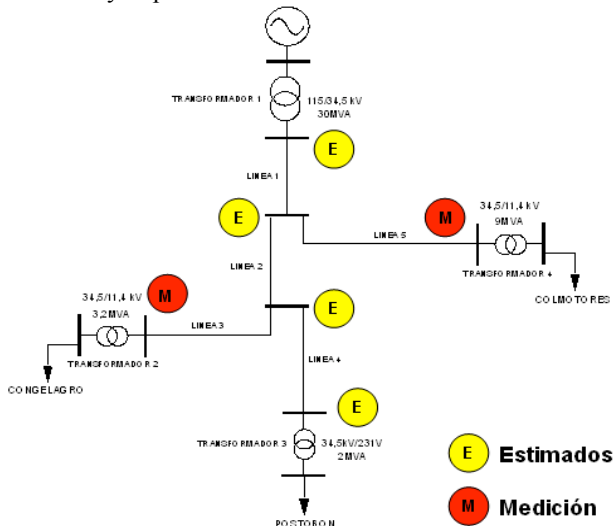 TRANSFORMADOR 1
115/34,5 kV
30MVA
E
LINEA 1
E
M
34,5/11,4 kV
9MVA
LINEA 5
TRANSFORMADOR 4
COLMOTORES
LINEA 2
34,5/11,4 kV
M
3,2MVA
E
LINEA 3
TRANSFORMADOR 2
CONGELAGRO
LINEA 4
E
TRANSFORMADOR 3
34,5kV/231V
2MVA
E Estimados
M Medición
POSTOBON